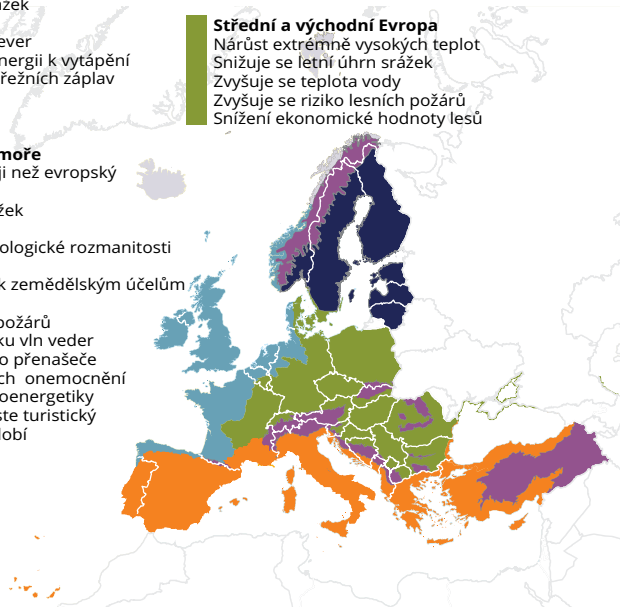 Střední a východní Evropa
Nárůst extrémně vysokých teplot
Snižuje se letní úhrn srážek
Zvyšuje se teplota vody
Zvyšuje se riziko lesních požárů
Snížení ekonomické hodnoty lesů
ever
nergii k vytápění
řežních záplav
moře
ji než evropský
žek
ologické rozmanitosti
k zemědělským účelům
požárů
ku vln veder
o přenašeče
ch onemocnění
oenergetiky
ste turistický
dobí